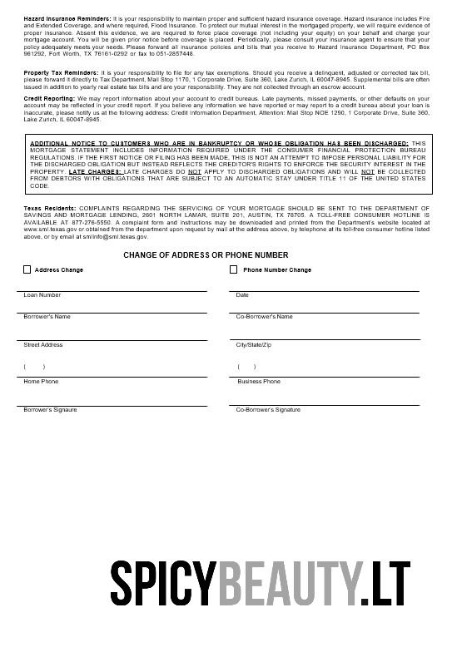 Hazard Insurance Reminders: It is your responsibility to maintain proper and sufficient hazard insurance coverage. Hazard insurance includes Fire
and Extended Coverage, and where required, Flood Insurance. To protect our mutual interest in the mortgaged property, we will require evidence of
proper insurance. Absent this evidence, we are required to force place coverage (not including your equity) on your behalf and charge your
mortgage account. You will be given prior notice before coverage is placed. Periodically, please consult your insurance agent to ensure that your
policy adequately meets your needs. Please forward all insurance policies and bills that you receive to Hazard Insurance Department, PO Box
961292, Fort Worth, TX 76161-0292 or fax to 051-2857448.
Property Tax Reminders: It is your responsibility to file for any tax exemptions. Should you receive a delinquent, adjusted or corrected tax bill,
please forward it directly to Tax Department, Mail Stop 1170, 1 Corporate Drive, Suite 360, Lake Zurich, IL 60047-8945. Supplemental bills are often
issued in addition to yearly real estate tax bills and are your responsibility. They are not collected through an escrow account.
Credit Reporting: We may report information about your account to credit bureaus. Late payments, missed payments, or other defaults on your
account may be reflected in your credit report. If you believe any information we have reported or may report to a credit bureau about your loan is
inaccurate, please notify us at the following address: Credit Information Department, Attention: Mail Stop NOE 1290, 1 Corporate Drive, Suite 360,
Lake Zurich, IL 60047-8945
ADDITIONAL NOTICE TO CUSTOMERS WHO ARE IN BANKRUPTCY OR WHOSE OBLIGATION HAS BEEN DISCHARGED: THIS
MORTGAGE STATEMENT INCLUDES INFORMATION REQUIRED UNDER THE CONSUMER FINANCIAL PROTECTION BUREAU
REGULATIONS. IF THE FIRST NOTICE OR FILING HAS BEEN MADE, THIS IS NOT AN ATTEMPT TO IMPOSE PERSONAL LIABILITY FOR
THE DISCHARGED OBLIGATION BUT INSTEAD REFLECTS THE CREDITOR'S RIGHTS TO ENFORCE THE SECURITY INTEREST IN THE
PROPERTY. LATE CHARGES: LATE CHARGES DO NOT APPLY TO DISCHARGED OBLIGATIONS AND WILL NOT BE COLLECTED
FROM DEBTORS WITH OBLIGATIONS THAT ARE SUBJECT TO AN AUTOMATIC STAY UNDER TITLE 11 OF THE UNITED STATES
CODE.
Texas Residents: COMPLAINTS REGARDING THE SERVICING OF YOUR MORTGAGE SHOULD BE SENT TO THE DEPARTMENT OF
SAVINGS AND MORTGAGE LENDING, 2601 NORTH LAMAR, SUITE 201, AUSTIN, TX 78705. A TOLL-FREE CONSUMER HOTLINE IS
AVAILABLE AT 877-276-5550. A complaint form and instructions may be downloaded and printed from the Department's website located at
www.sml.texas.gov or obtained from the department upon request by mail at the address above, by telephone at its toll-free consumer hotline listed
above, or by email at smlinfo@sml.texas.gov.
CHANGE OF ADDRESS OR PHONE NUMBER
Address Change Phone Number Change
Loan Number Date
Borrower's Name Co-Borrower's Name
Street Address City/State/Zip
( ) ( )
Home Phone Business Phone
Borrower's Signaure Co-Borrower's Signature
SPICYBEAUTY.LT